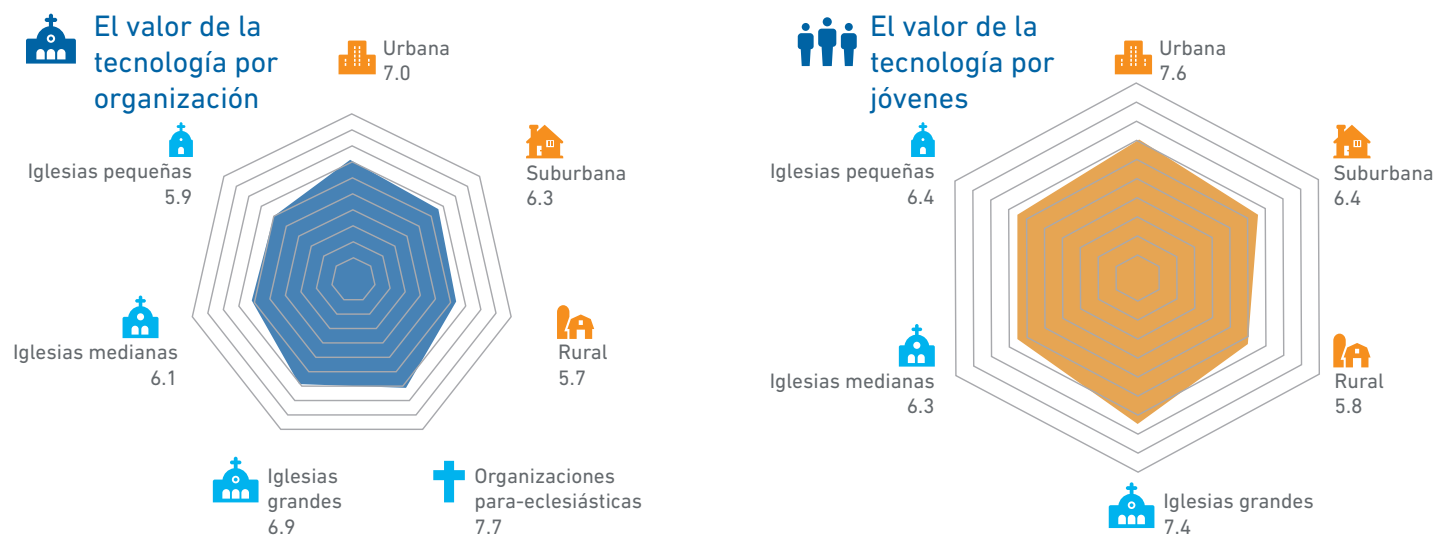 El valor de la
tecnología por
organización
Urbana
7.0
Suburbana
6.3
Rural
5.7
Organizaciones
para-eclesiásticas
7.7
Iglesias
grandes
6.9
Iglesias medianas
6.1
Iglesias pequeñas
5.9
El valor de la
tecnología por
jóvenes
Urbana
7.6
Suburbana
6.4
Rural
5.8
Iglesias grandes
7.4
Iglesias medianas
6.3
Iglesias pequeñas
6.4